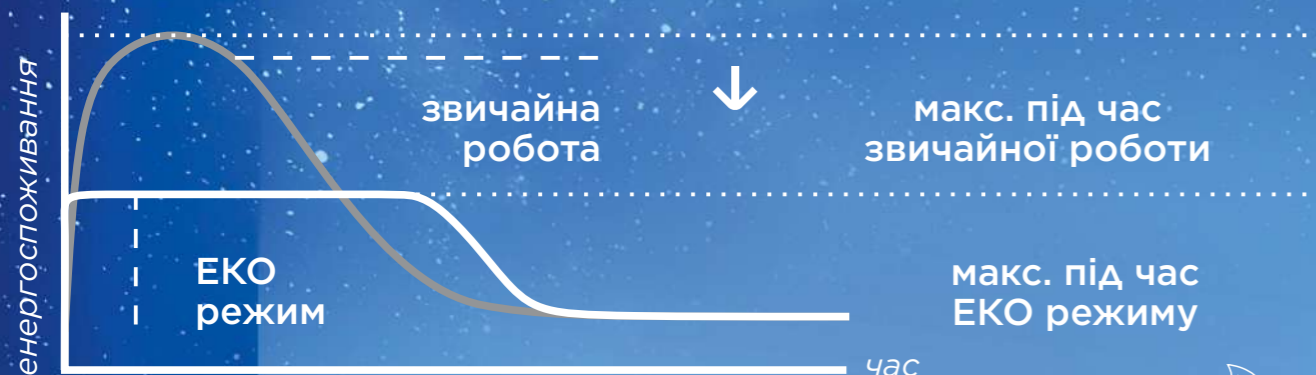 енергоспоживання
звичайна
робота
макс. під час
звичайної роботи
ЕКО
режим
макс. під час
ЕКО режиму
час